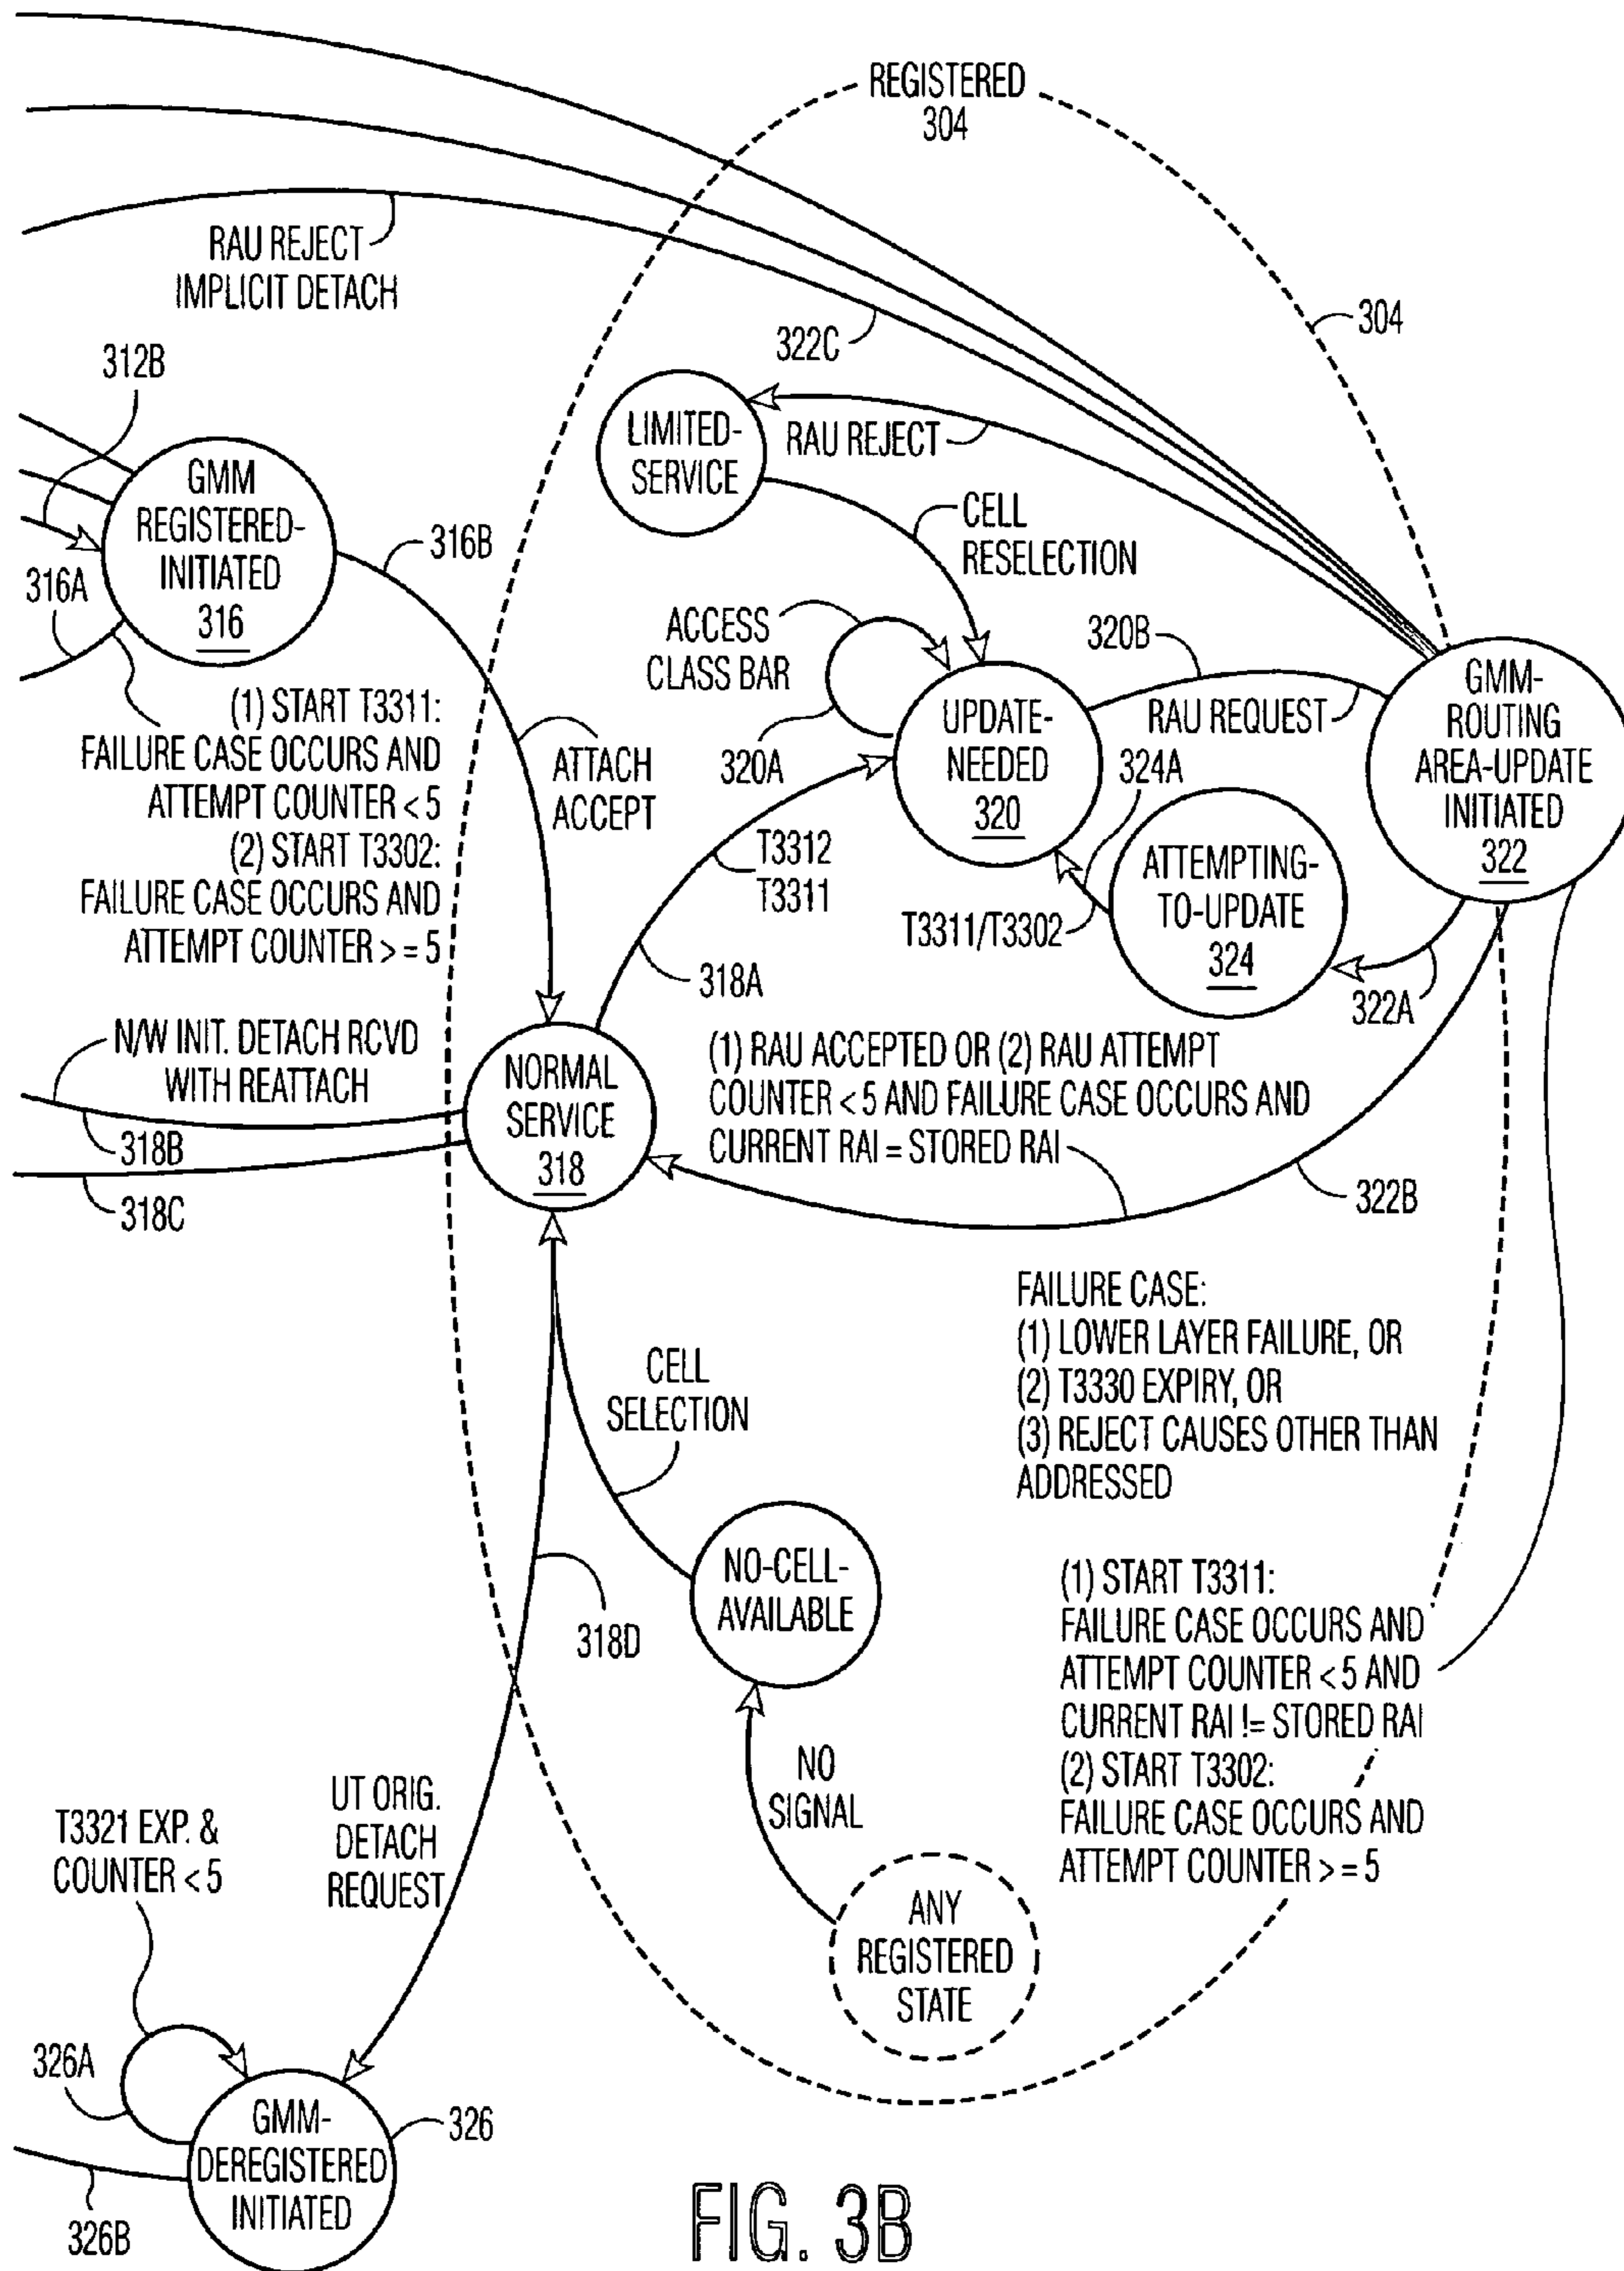 REGISTERED
304
RAU REJECT
IMPLICIT DETACH
304
322C
312B
LIMITED-
SERVICE
RAU REJECT
GMM
REGISTERED-
INITIATED
316
316B
316A
CELL
RESELECTION
ACCESS
CLASS BAR
320A
320B
RAU REQUEST
UPDATE-
NEEDED
320
324A
GMM-
ROUTING
AREA-UPDATE
INITIATED
322
(1) START T3311:
FAILURE CASE OCCURS AND
ATTEMPT COUNTER < 5
(2) START T3302:
FAILURE CASE OCCURS AND
ATTEMPT COUNTER > = 5
ATTACH
ACCEPT
T3312
T3311
T3311/T3302
ATTEMPTING-
TO-UPDATE
324
318A
322A
N/W INIT. DETACH RCVD
WITH REATTACH
318B
318C
NORMAL
SERVICE
318
(1) RAU ACCEPTED OR (2) RAU ATTEMPT
COUNTER < 5 AND FAILURE CASE OCCURS AND
CURRENT RAI = STORED RAI
322B
FAILURE CASE:
(1) LOWER LAYER FAILURE, OR
(2) T3330 EXPIRY, OR
(3) REJECT CAUSES OTHER THAN
ADDRESSED
CELL
SELECTION
NO-CELL-
AVAILABLE
318D
(1) START T3311:
FAILURE CASE OCCURS AND
ATTEMPT COUNTER < 5 AND
CURRENT RAI != STORED RAI
(2) START T3302:
FAILURE CASE OCCURS AND
ATTEMPT COUNTER > = 5
NO
SIGNAL
UT ORIG.
DETACH
REQUEST
T3321 EXP. &
COUNTER < 5
ANY
REGISTERED
STATE
326A
GMM-
DEREGISTERED
INITIATED
326
326B
FIG. 3B